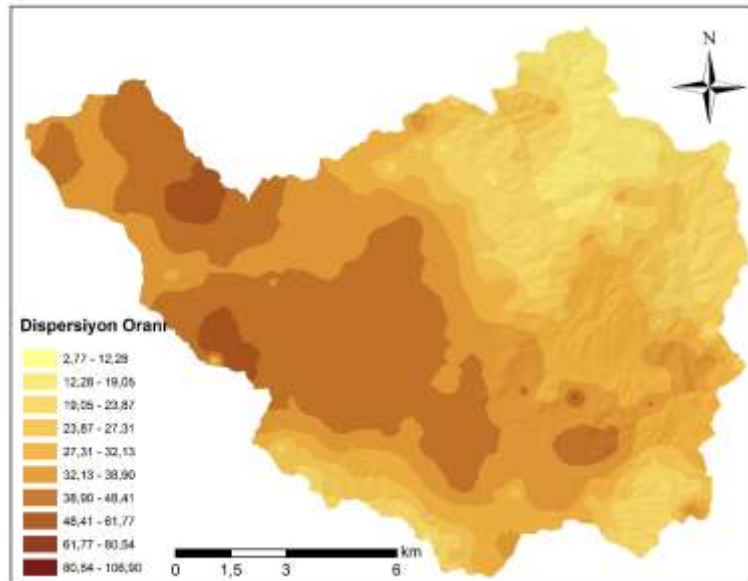 N
Dispersiyon Oranı
2,77 - 12,28
12,28 - 19,05
19,05 - 23,87
23,87 - 27,31
27,31 - 32,13
32,13 - 38,90
38,90 - 48,41
48,41 - 61,77
61,77 - 80,54
80,54 - 106,90
km
0 1,5 3 6